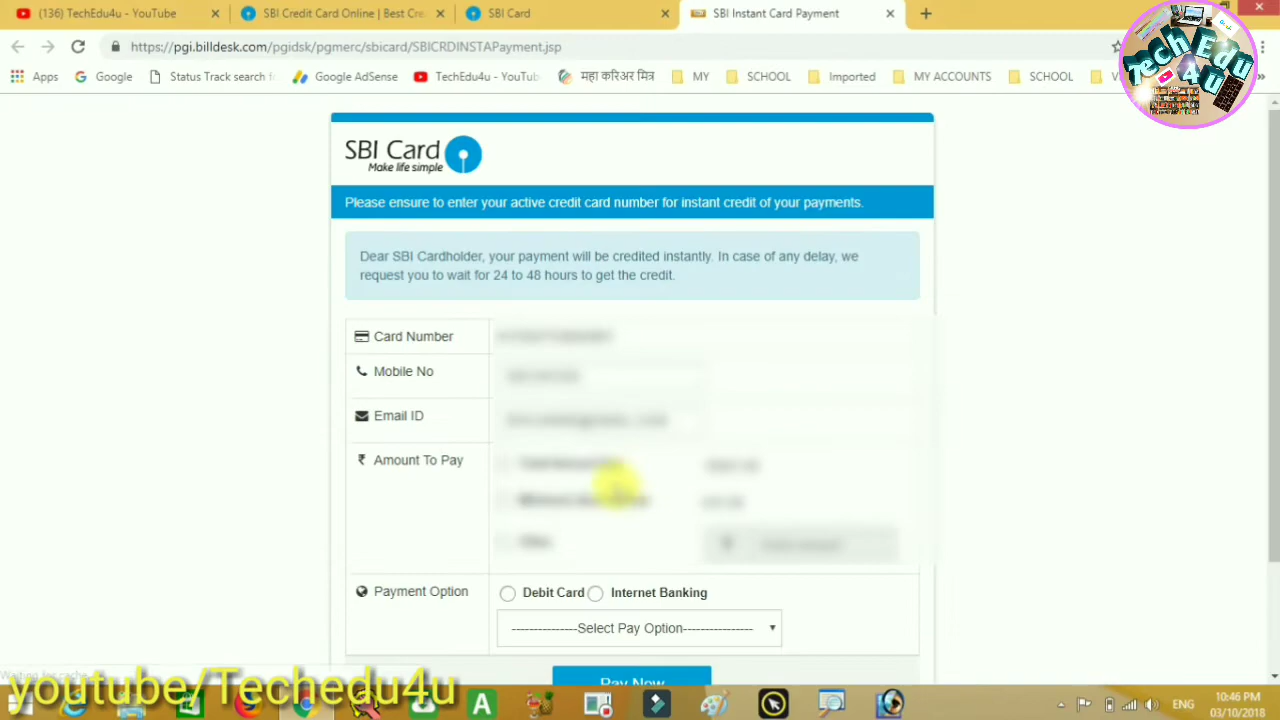 (136) TechEdu4u - YouTube
SBI Credit Card Online | Best Cre
SBI Card
SBI Instant Card Payment
https://pgi.billdesk.com/pgidsk/pgmerc/sbicard/SBICRDINSTAPayment.jsp
Apps
Google
Status Track search f
Google AdSense
TechEdu4u - YouTub
महा करिअर मित्र
MY
SCHOOL
Imported
MY ACCOUNTS
SCHOOL
Tech Edu
4U
SBI Card
Make life simple
Please ensure to enter your active credit card number for instant credit of your payments.
Dear SBI Cardholder, your payment will be credited instantly. In case of any delay, we
request you to wait for 24 to 48 hours to get the credit.
Card Number
Mobile No
Email ID
₹ Amount To Pay
Payment Option
Debit Card
Internet Banking
---------------Select Pay Option----------------
Pay Now
Waiting for cache...
youtube/Techedu4u
ENG
10:46 PM
03/10/2018